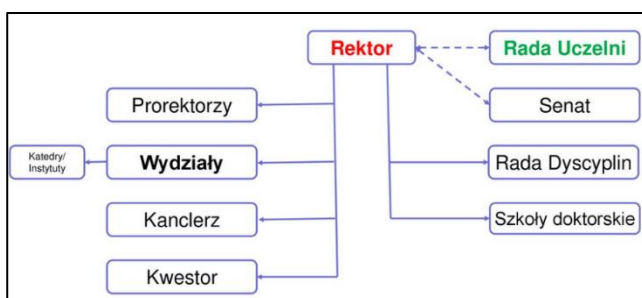 Rektor
Rada Uczelni
Prorektorzy
Senat
Katedry/
Instytuty
Wydziały
Rada Dyscyplin
Kanclerz
Szkoły doktorskie
Kwestor